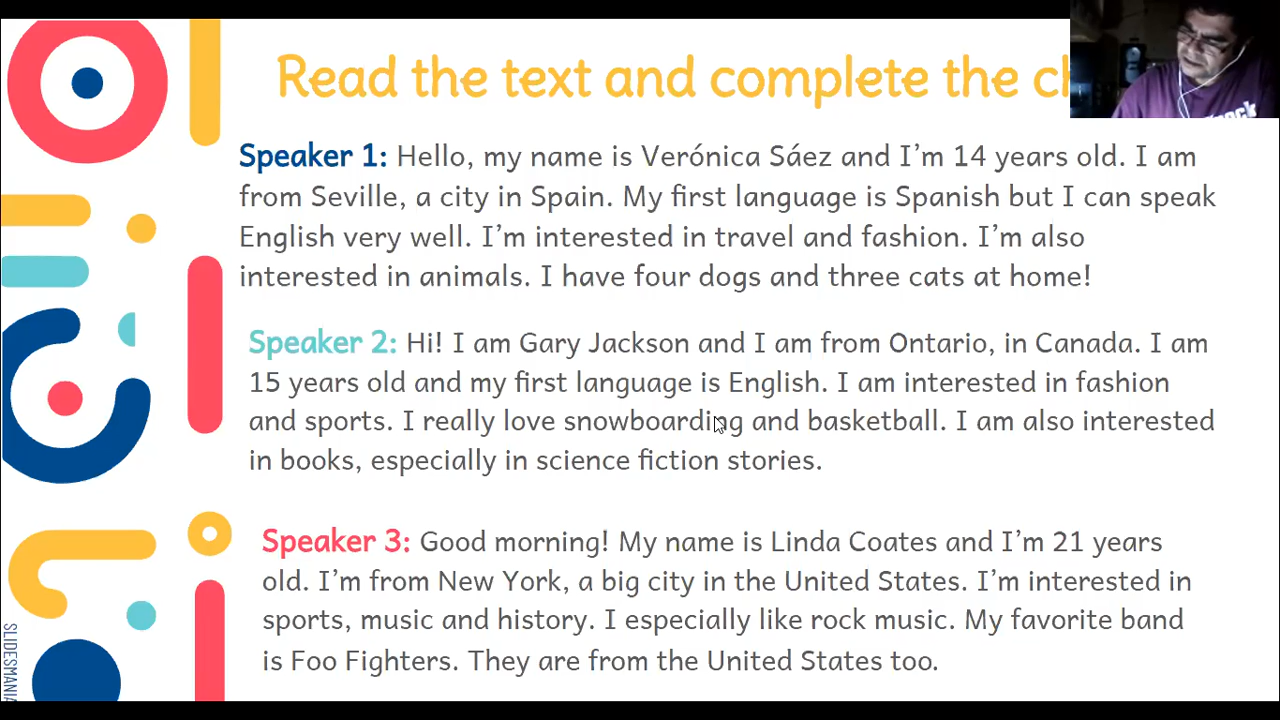 Read the text and complete the
Speaker 1: Hello, my name is Verónica Sáez and I’m 14 years old. I am
from Seville, a city in Spain. My first language is Spanish but I can speak
English very well. I’m interested in travel and fashion. I’m also
interested in animals. I have four dogs and three cats at home!
Speaker 2: Hi! I am Gary Jackson and I am from Ontario, in Canada. I am
15 years old and my first language is English. I am interested in fashion
and sports. I really love snowboarding and basketball. I am also interested
in books, especially in science fiction stories.
Speaker 3: Good morning! My name is Linda Coates and I’m 21 years
old. I’m from New York, a big city in the United States. I’m interested in
sports, music and history. I especially like rock music. My favorite band
is Foo Fighters. They are from the United States too.
SLIDESMANIA